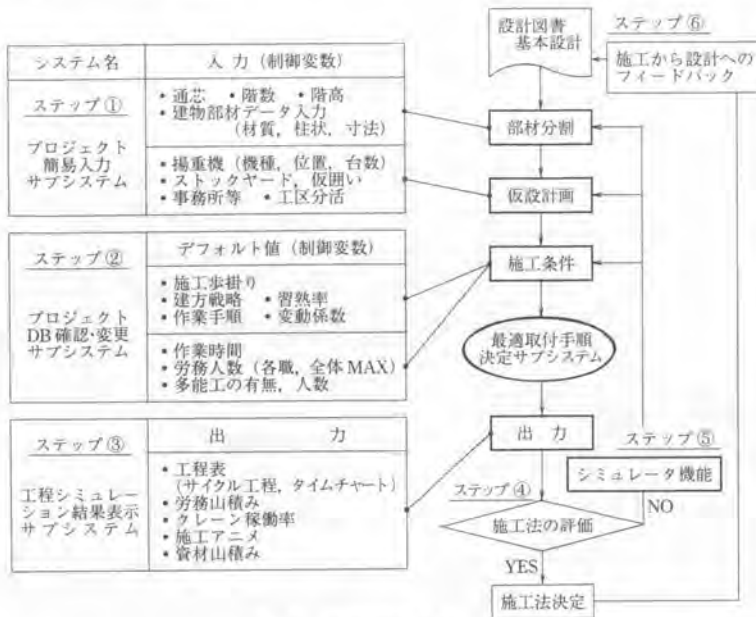 システム名
入 力(制御変数)
ステップ①
プロジェクト
簡易入力
サブシステム
• 通芯 • 階数 • 階高
• 建物部材データ入力
(材質,柱状,寸法)
• 揚重機(機種,位置,台数)
• ストックヤード,仮囲い
• 事務所等 • 工区分活
ステップ②
プロジェクト
DB確認・変更
サブシステム
デフォルト値(制御変数)
• 施工歩掛り
• 建方戦略 • 習熟率
• 作業手順 • 変動係数
• 作業時間
• 労務人数(各職,全体MAX)
• 多能工の有無,人数
ステップ③
工程シミュレー
ション結果表示
サブシステム
出 力
• 工程表
(サイクル工程,タイムチャート)
• 労務山積み
• クレーン稼働率
• 施工アニメ
• 資材山積み
設計図書
基本設計
ステップ⑥
施工から設計への
フィードバック
部材分割
仮設計画
施工条件
最適取付手順
決定サブシステム
出 力
ステップ⑤
シミュレータ機能
ステップ④
施工法の評価
NO
YES
施工法決定